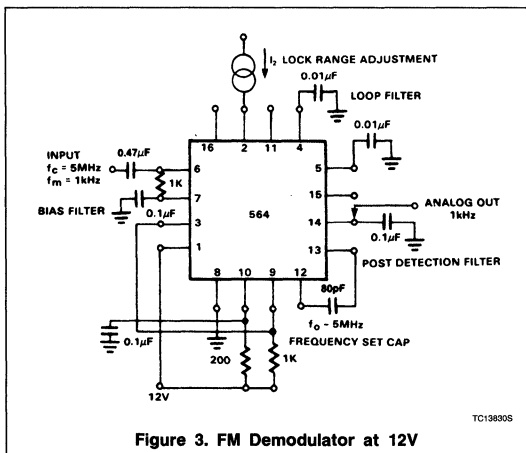 I₂ LOCK RANGE ADJUSTMENT
0.01μF
LOOP FILTER
0.01μF
16
2
11
4
INPUT
fc = 5MHz
fm = 1kHz
0.47μF
6
1K
5
15
BIAS FILTER
0.1μF
7
3
1
564
14
ANALOG OUT
1kHz
0.1μF
13
POST DETECTION FILTER
8
10
9
12
80pF
fo - 5MHz
FREQUENCY SET CAP
0.1μF
200
1K
12V
TC13830S
Figure 3. FM Demodulator at 12V